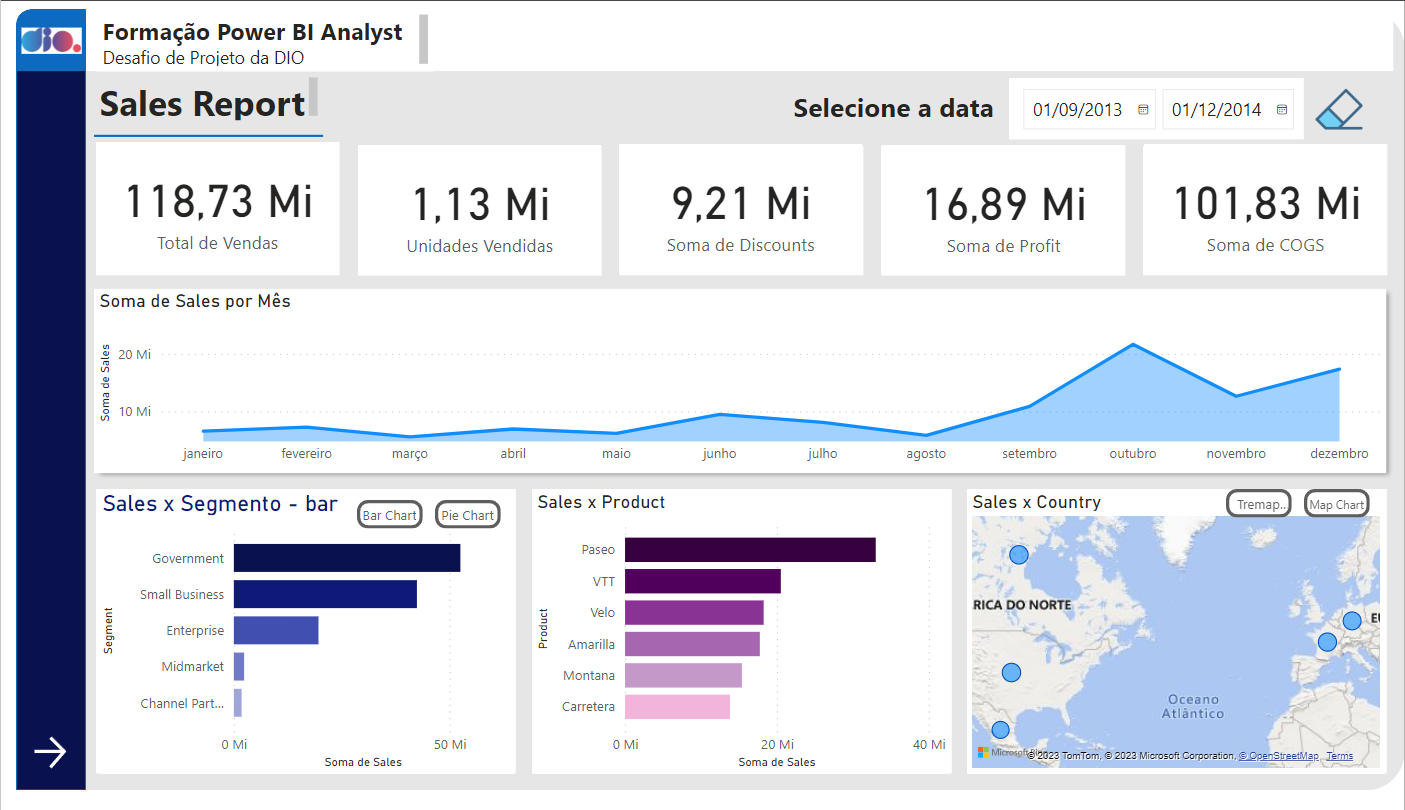 dio.
Formação Power BI Analyst
Desafio de Projeto da DIO
Sales Report
Selecione a data
01/09/2013
01/12/2014
118,73 Mi
Total de Vendas
1,13 Mi
Unidades Vendidas
9,21 Mi
Soma de Discounts
16,89 Mi
Soma de Profit
101,83 Mi
Soma de COGS
Soma de Sales por Mês
Soma de Sales
20 Mi
10 Mi
janeiro
fevereiro
março
abril
maio
junho
julho
agosto
setembro
outubro
novembro
dezembro
Sales x Segmento - bar
Bar Chart
Pie Chart
Segment
Government
Small Business
Enterprise
Midmarket
Channel Part...
0 Mi
50 Mi
Soma de Sales
Sales x Product
Product
Paseo
VTT
Velo
Amarilla
Montana
Carretera
0 Mi
20 Mi
40 Mi
Soma de Sales
Sales x Country
Tremap..
Map Chart
RICA DO NORTE
EU
Oceano
Atlântico
Microsoft
© 2023 TomTom, © 2023 Microsoft Corporation, © OpenStreetMap Terms